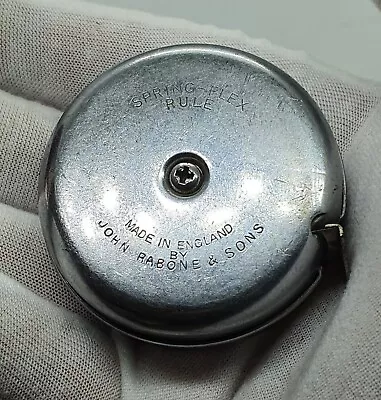 SPRING-FLEX
RULE
MADE IN ENGLAND
BY
JOHN RABONE & SONS